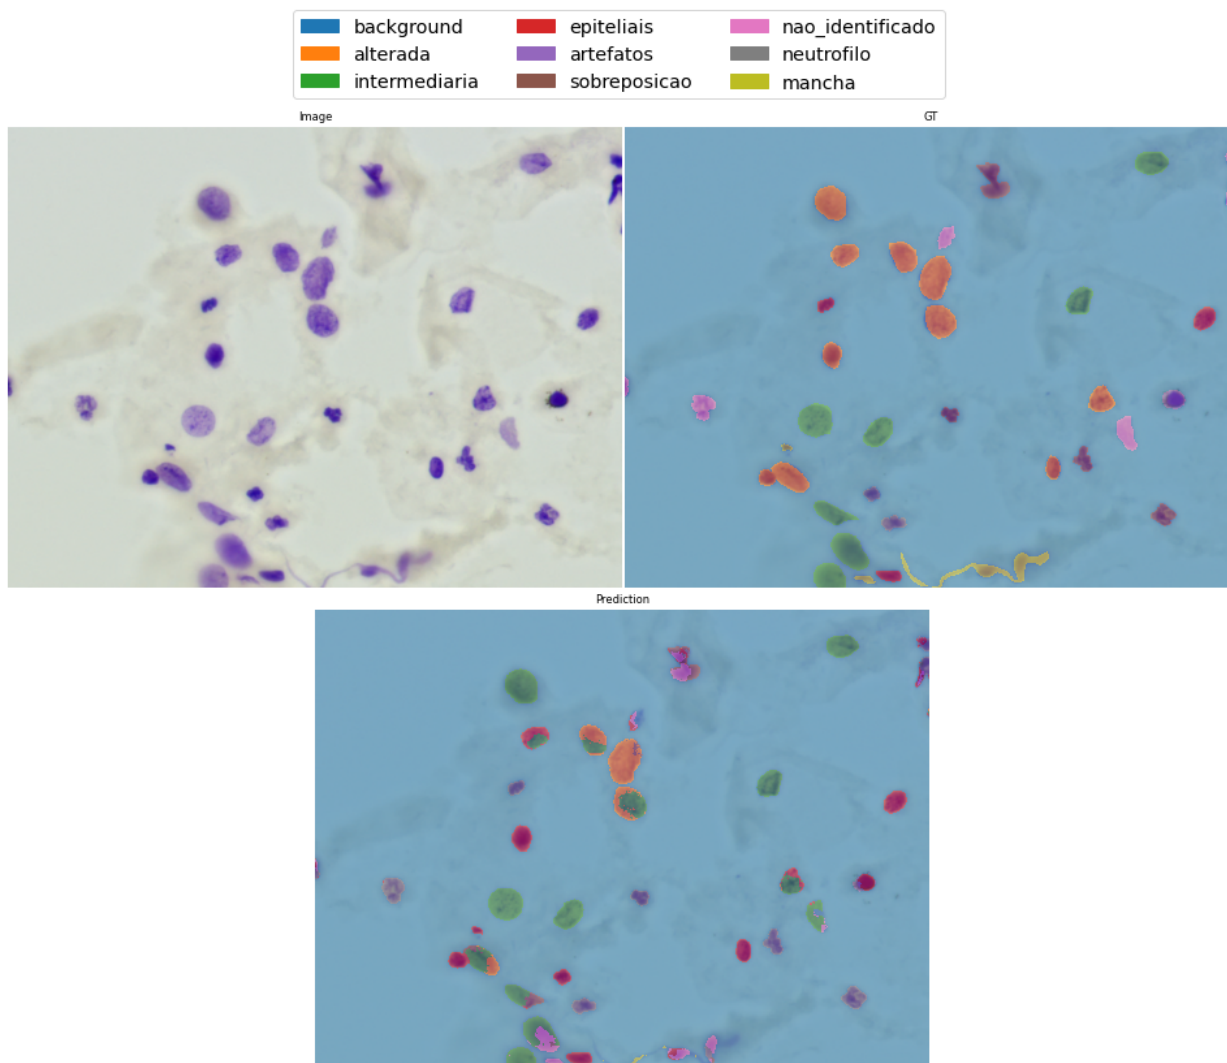 background
alterada
intermediaria
epiteliais
artefatos
sobreposicao
nao_identificado
neutrofilo
mancha
Image
GT
Prediction